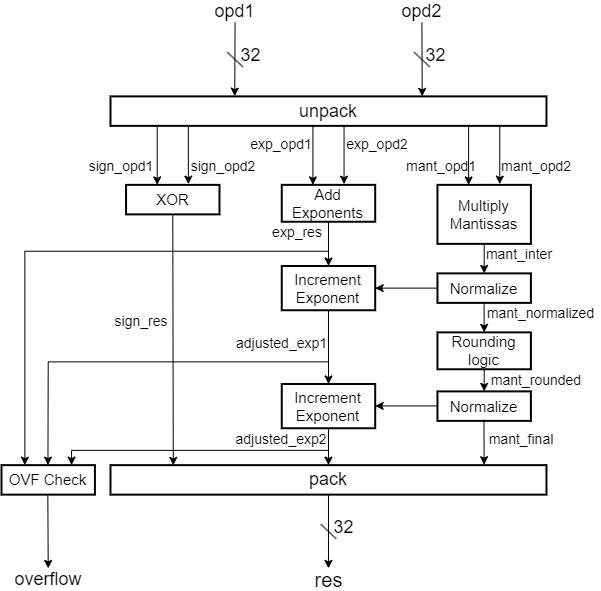 opd1 opd2
32 32
unpack
exp_opd1 exp_opd2
sign_opd1 sign_opd2 mant_opd1 mant_opd2
XOR
Add
Exponents
Multiply
Mantissas
exp_res
mant_inter
Increment
Exponent
Normalize
mant_normalized
sign_res
adjusted_exp1
Rounding
logic
mant_rounded
Increment
Exponent
Normalize
adjusted_exp2
mant_final
OVF Check
pack
32
overflow
res